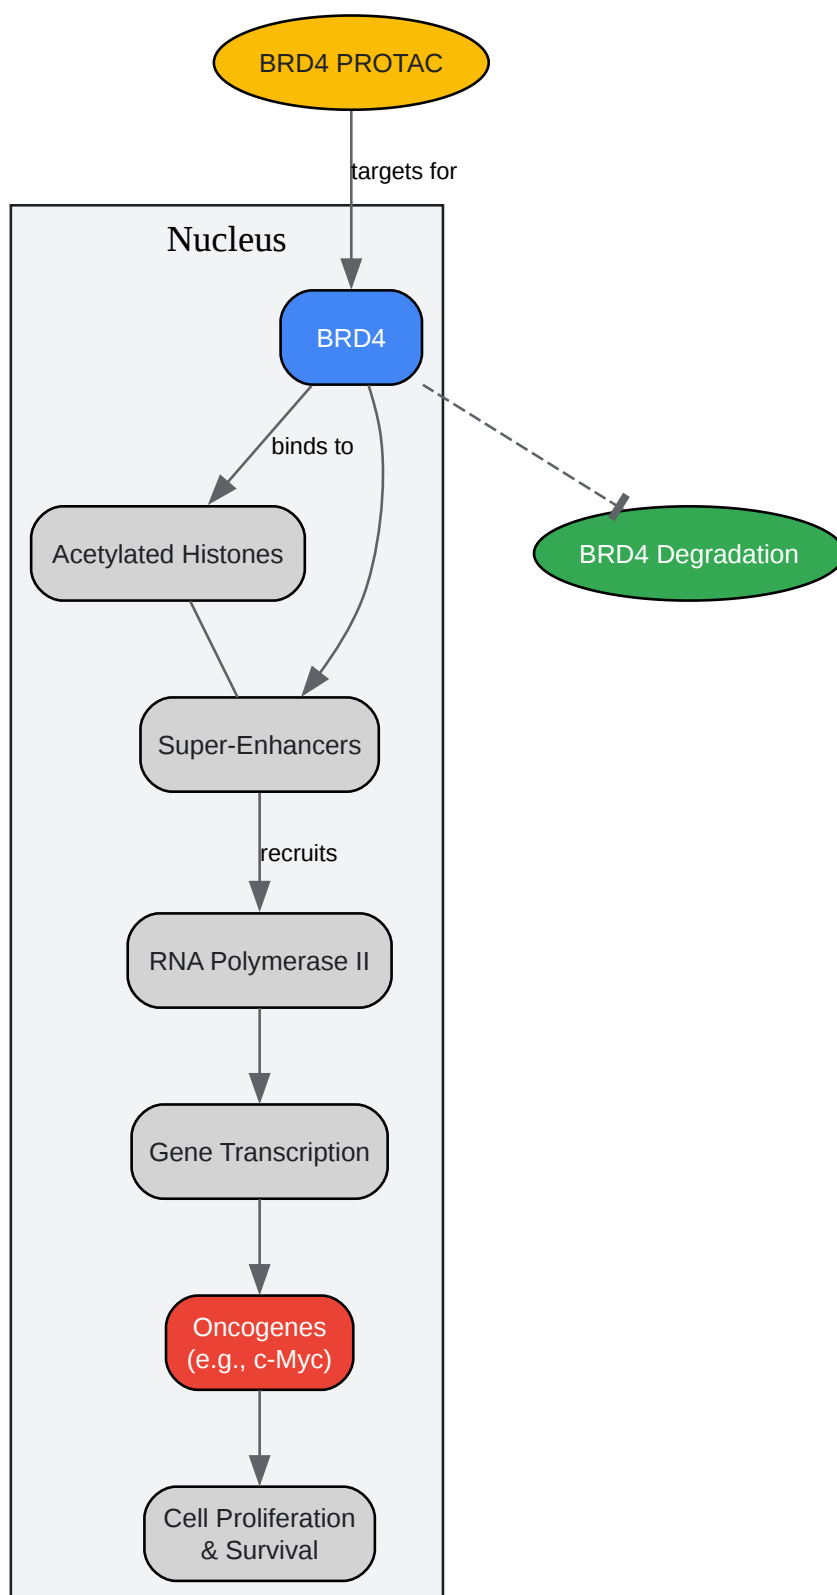 BRD4 PROTAC
targets for
Nucleus
BRD4
binds to
Acetylated Histones
BRD4 Degradation
Super-Enhancers
recruits
RNA Polymerase II
Gene Transcription
Oncogenes
(e.g., c-Myc)
Cell Proliferation
& Survival